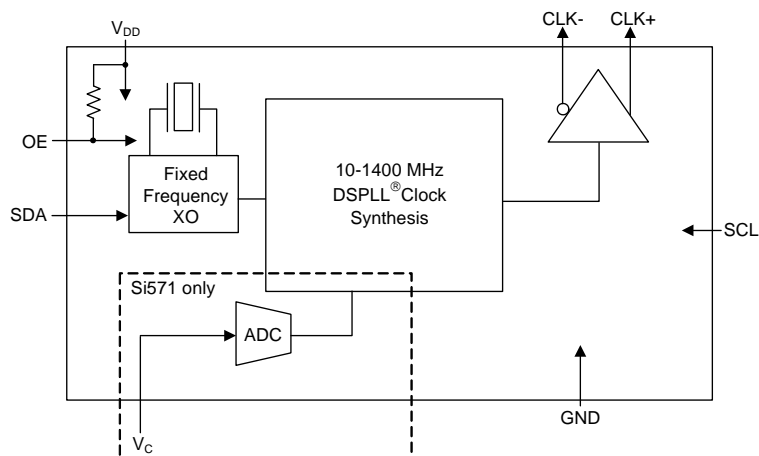 CLK- CLK+
VDD
OE
Fixed
Frequency
XO
10-1400 MHz
DSPLL® Clock
Synthesis
SDA
SCL
Si571 only
ADC
GND
VC